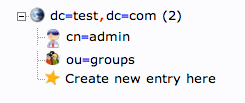 dc=test,dc=com (2)
cn=admin
ou=groups
Create new entry here